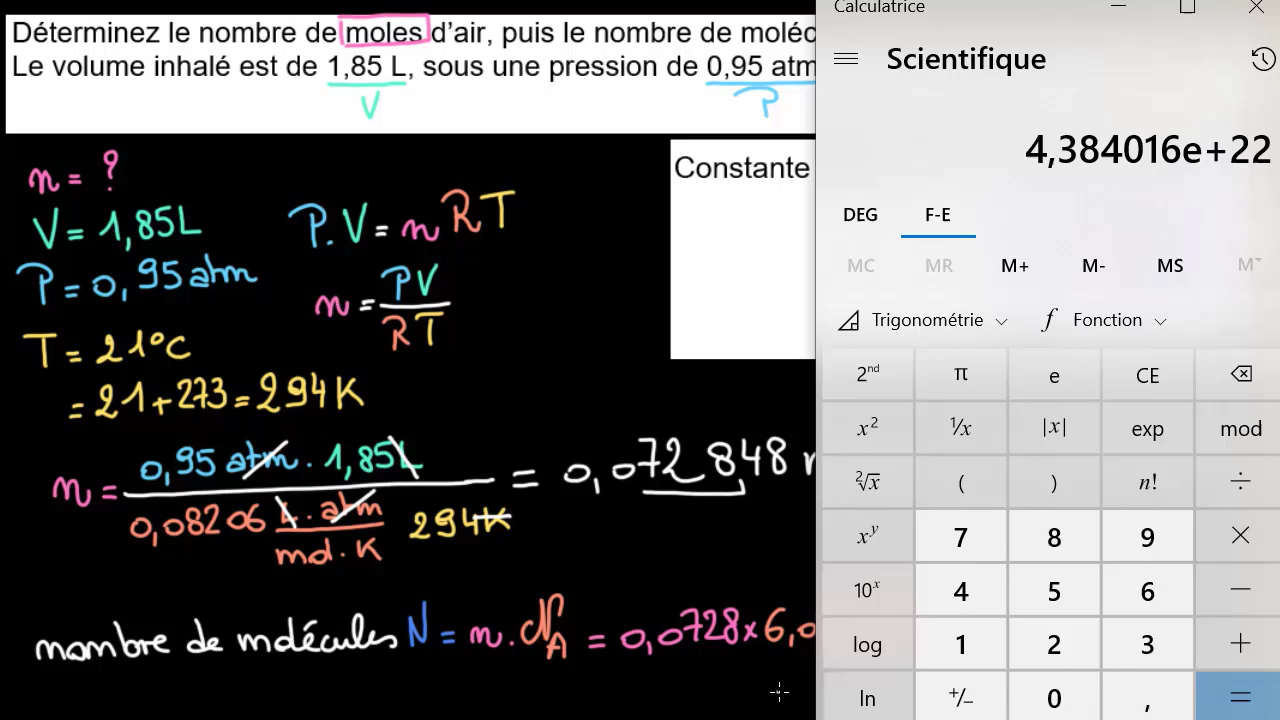 Déterminez le nombre de moles d'air, puis le nombre de moléc
Le volume inhalé est de 1,85 L, sous une pression de 0,95 atm
V
P
n = ?
V = 1,85L
P = 0,95 atm
T = 21°C
= 21 + 273 = 294 K
P.V = n R T
n = PV / RT
Constante
n = 0,95 atm . 1,85L / 0,08206 L . atm / mol . K 294K = 0,072848
nombre de molécules N = n . NA = 0,0728 × 6,0
Calculatrice
Scientifique
4,384016e+22
DEG F-E
MC MR M+ M- MS M˅
Trigonométrie f Fonction
2nd π e CE
x² ¹/x |x| exp mod
²√x ( ) n! ÷
xʸ 7 8 9 ×
10ˣ 4 5 6 −
log 1 2 3 +
ln +/− 0 , =